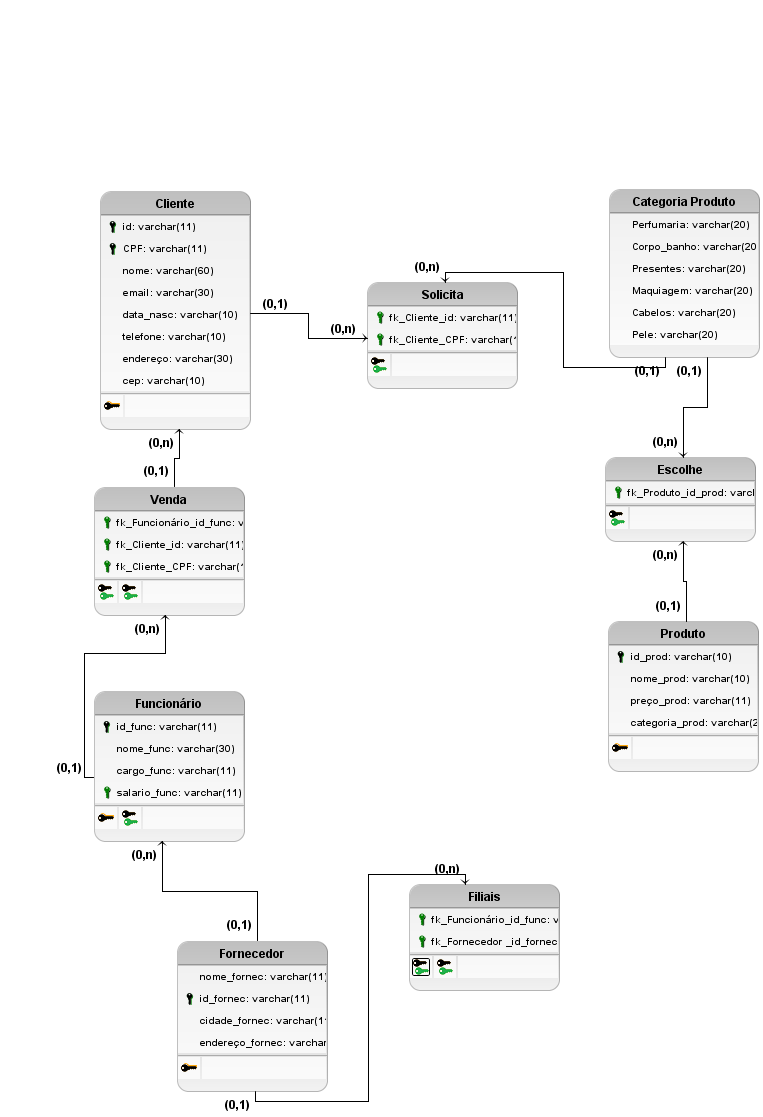 Cliente
id: varchar(11)
CPF: varchar(11)
nome: varchar(60)
email: varchar(30)
data_nasc: varchar(10)
telefone: varchar(10)
endereço: varchar(30)
cep: varchar(10)
(0,1)
(0,n)
(0,n)
Solicita
fk_Cliente_id: varchar(11)
fk_Cliente_CPF: varchar(
Categoria Produto
Perfumaria: varchar(20)
Corpo_banho: varchar(20
Presentes: varchar(20)
Maquiagem: varchar(20)
Cabelos: varchar(20)
Pele: varchar(20)
(0,1)
(0,1)
(0,n)
Escolhe
fk_Produto_id_prod: varcl
(0,n)
(0,1)
Produto
id_prod: varchar(10)
nome_prod: varchar(10)
preço_prod: varchar(11)
categoria_prod: varchar(2
(0,n)
(0,1)
Venda
fk_Funcionário_id_func: v
fk_Cliente_id: varchar(11)
fk_Cliente_CPF: varchar(
(0,n)
Funcionário
id_func: varchar(11)
nome_func: varchar(30)
cargo_func: varchar(11)
salario_func: varchar(11)
(0,1)
(0,n)
(0,1)
Fornecedor
nome_fornec: varchar(11)
id_fornec: varchar(11)
cidade_fornec: varchar(1
endereço_fornec: varchar
(0,1)
(0,n)
Filiais
fk_Funcionário_id_func: v
fk_Fornecedor _id_fornec